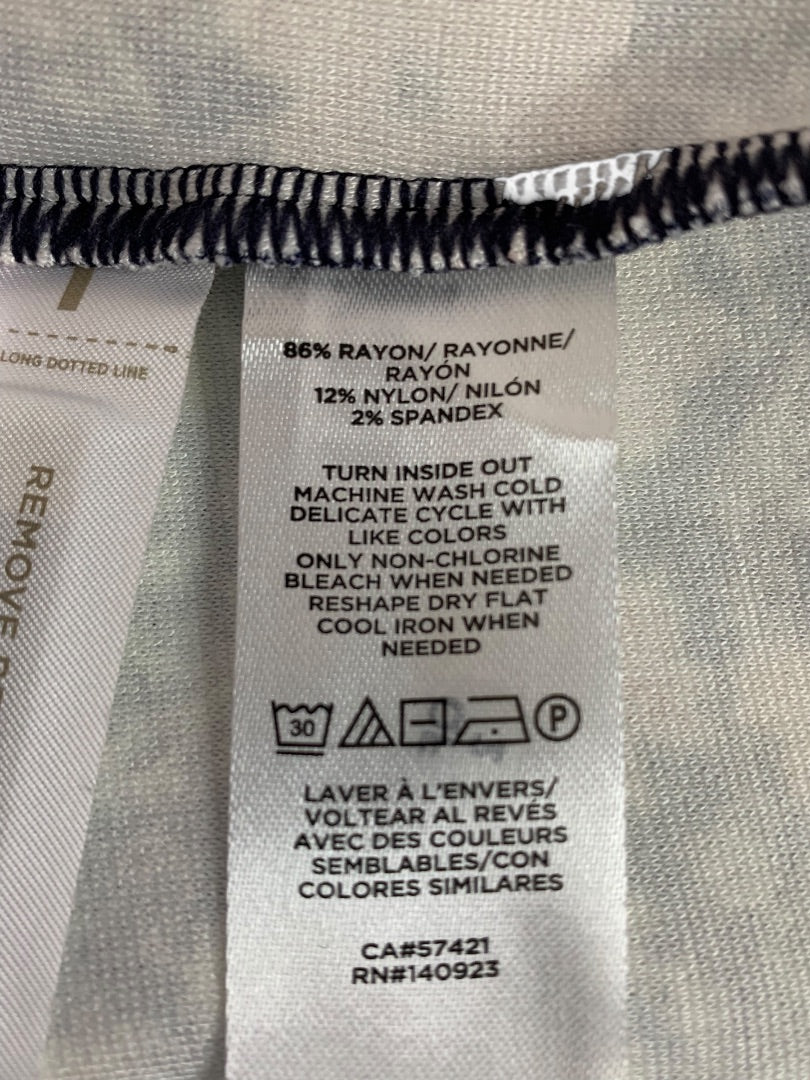 LONG DOTTED LINE
REMOVE
86% RAYON/ RAYONNE/
RAYÓN
12% NYLON/ NILÓN
2% SPANDEX
TURN INSIDE OUT
MACHINE WASH COLD
DELICATE CYCLE WITH
LIKE COLORS
ONLY NON-CHLORINE
BLEACH WHEN NEEDED
RESHAPE DRY FLAT
COOL IRON WHEN
NEEDED
30 P
LAVER À L'ENVERS/
VOLTEAR AL REVÉS
AVEC DES COULEURS
SEMBLABLES/CON
COLORES SIMILARES
CA#57421
RN#140923